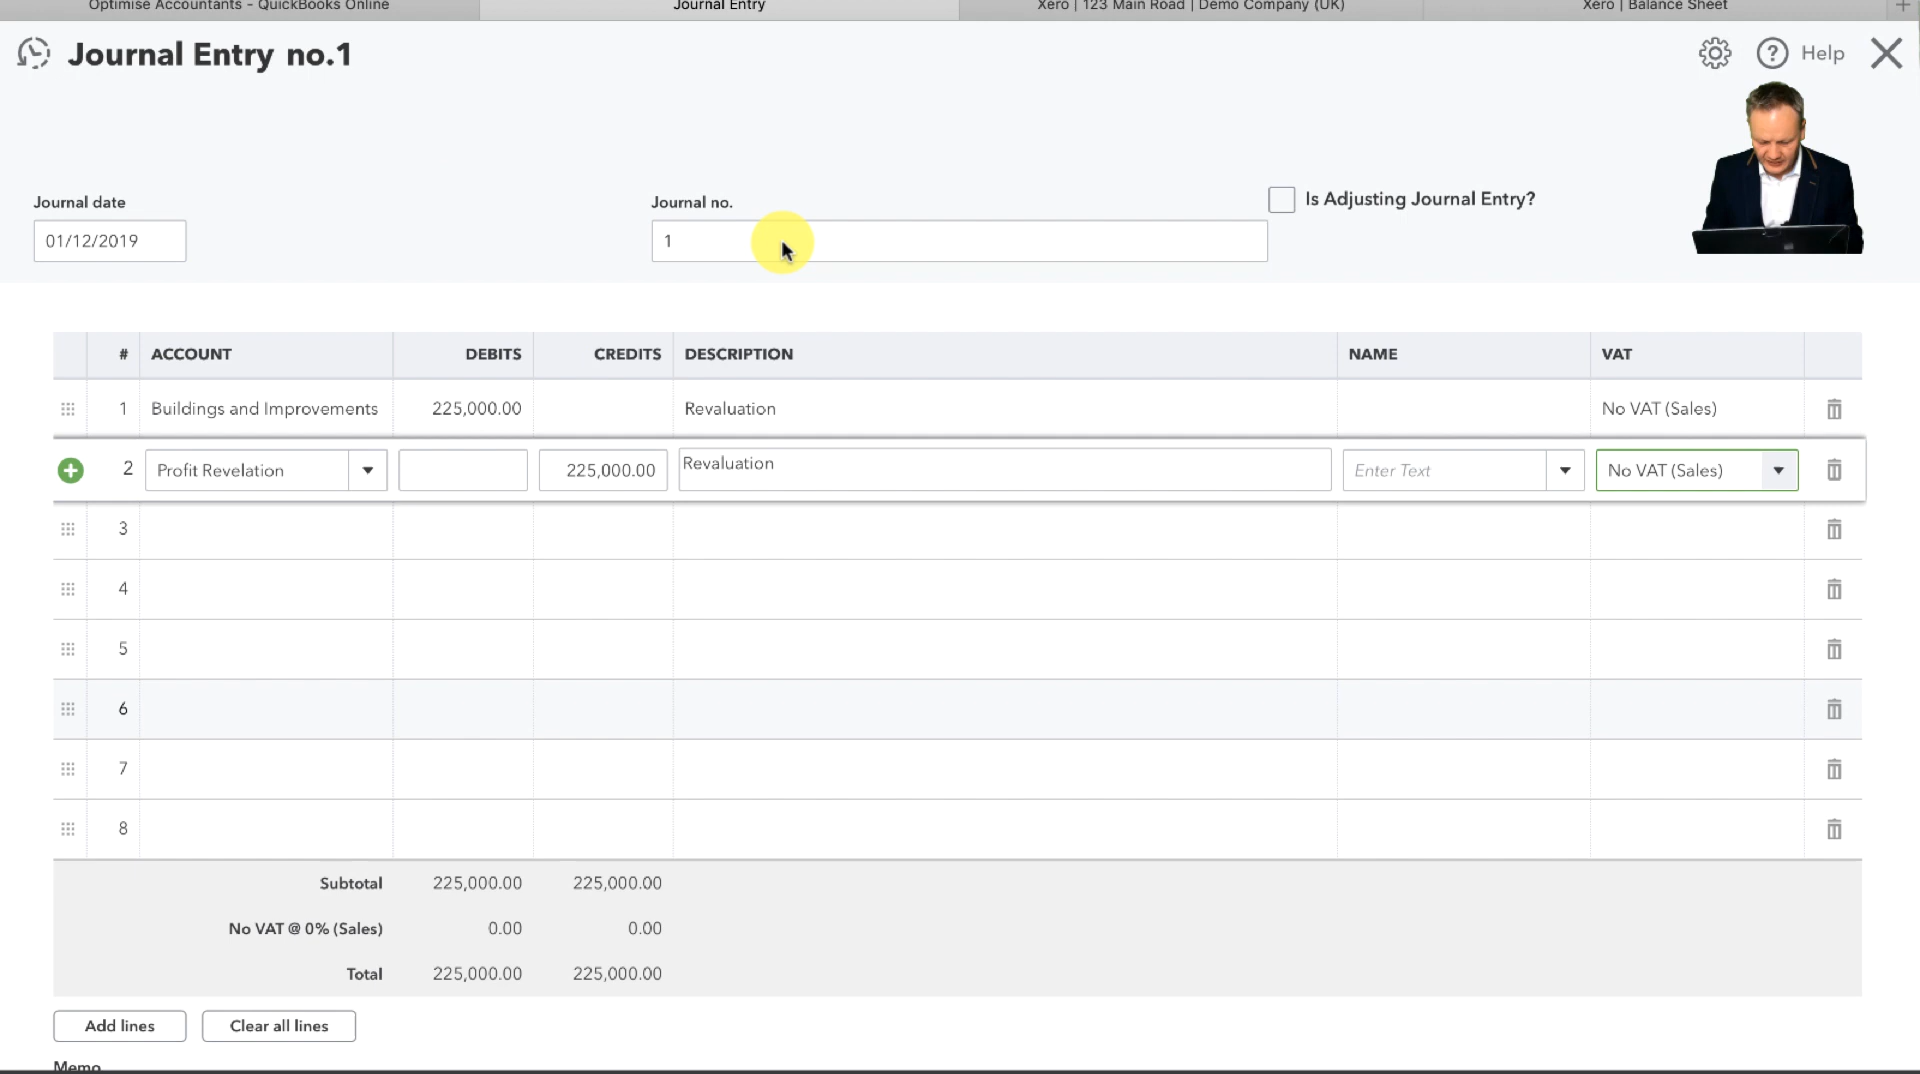 Optimise Accountants - QuickBooks Online
Journal Entry
Xero | 123 Main Road | Demo Company (UK)
Xero | Balance Sheet
Journal Entry no.1
Help
Journal date
Journal no.
Is Adjusting Journal Entry?
01/12/2019
1
# ACCOUNT DEBITS CREDITS DESCRIPTION NAME VAT
1 Buildings and Improvements 225,000.00 Revaluation No VAT (Sales)
2 Profit Revelation 225,000.00 Revaluation Enter Text No VAT (Sales)
3
4
5
6
7
8
Subtotal 225,000.00 225,000.00
No VAT @ 0% (Sales) 0.00 0.00
Total 225,000.00 225,000.00
Add lines Clear all lines
Memo